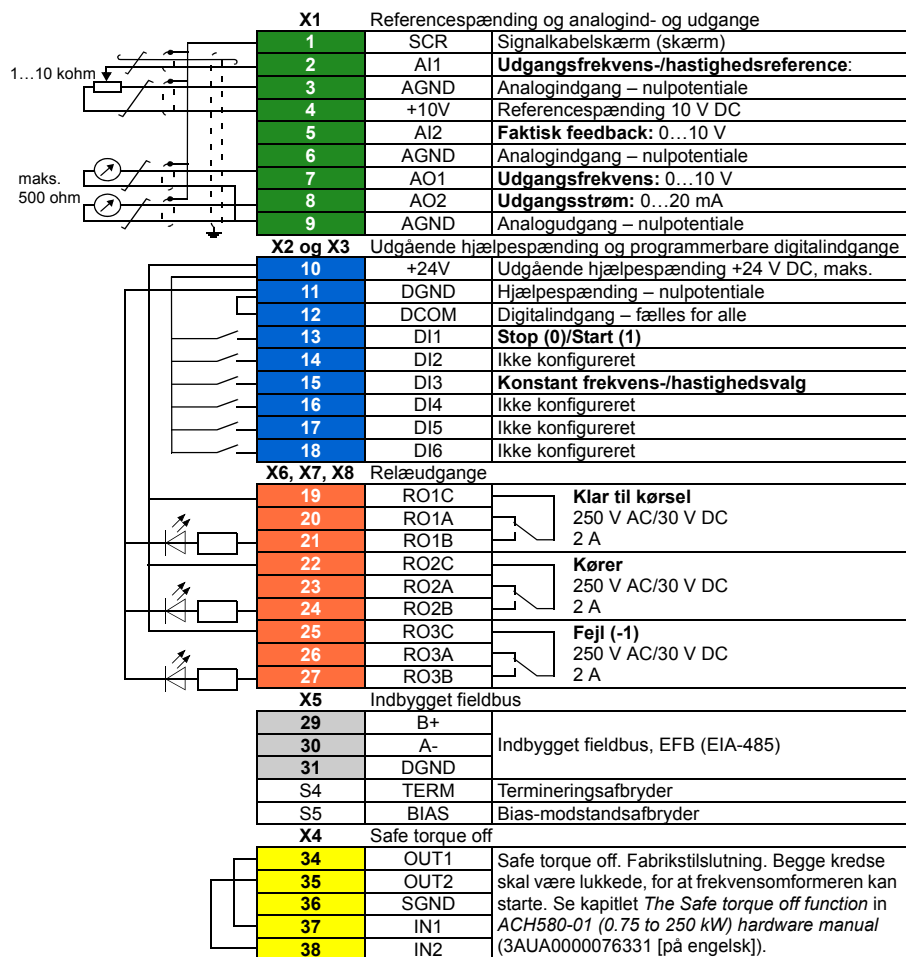 X1 Referencespænding og analogind- og udgange
1 SCR Signalkabelskærm (skærm)
2 AI1 Udgangsfrekvens-/hastighedsreference:
1…10 kohm
3 AGND Analogindgang – nulpotentiale
4 +10V Referencespænding 10 V DC
5 AI2 Faktisk feedback: 0…10 V
6 AGND Analogindgang – nulpotentiale
7 AO1 Udgangsfrekvens: 0…10 V
maks.
500 ohm
8 AO2 Udgangsstrøm: 0…20 mA
9 AGND Analogudgang – nulpotentiale
X2 og X3 Udgående hjælpespænding og programmerbare digitalindgange
10 +24V Udgående hjælpespænding +24 V DC, maks.
11 DGND Hjælpespænding – nulpotentiale
12 DCOM Digitalindgang – fælles for alle
13 DI1 Stop (0)/Start (1)
14 DI2 Ikke konfigureret
15 DI3 Konstant frekvens-/hastighedsvalg
16 DI4 Ikke konfigureret
17 DI5 Ikke konfigureret
18 DI6 Ikke konfigureret
X6, X7, X8 Relæudgange
19 RO1C Klar til kørsel
20 RO1A 250 V AC/30 V DC
21 RO1B 2 A
22 RO2C Kører
23 RO2A 250 V AC/30 V DC
24 RO2B 2 A
25 RO3C Fejl (-1)
26 RO3A 250 V AC/30 V DC
27 RO3B 2 A
X5 Indbygget fieldbus
29 B+
30 A- Indbygget fieldbus, EFB (EIA-485)
31 DGND
S4 TERM Termineringsafbryder
S5 BIAS Bias-modstandsafbryder
X4 Safe torque off
34 OUT1 Safe torque off. Fabrikstilslutning. Begge kredse
35 OUT2 skal være lukkede, for at frekvensomformeren kan
36 SGND starte. Se kapitlet The Safe torque off function in
37 IN1 ACH580-01 (0.75 to 250 kW) hardware manual
38 IN2 (3AUA0000076331 [på engelsk]).